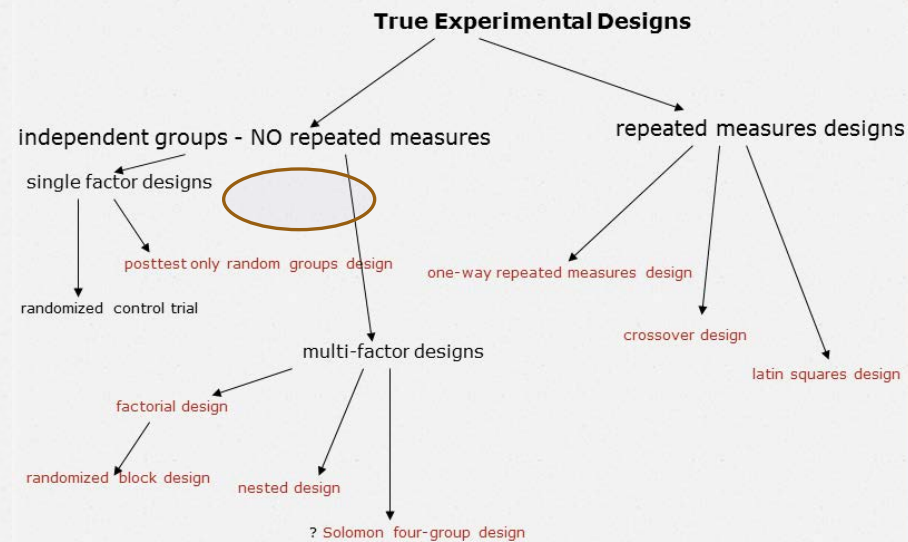 True Experimental Designs
independent groups - NO repeated measures
repeated measures designs
single factor designs
posttest only random groups design
one-way repeated measures design
randomized control trial
crossover design
multi-factor designs
latin squares design
factorial design
randomized block design
nested design
? Solomon four-group design